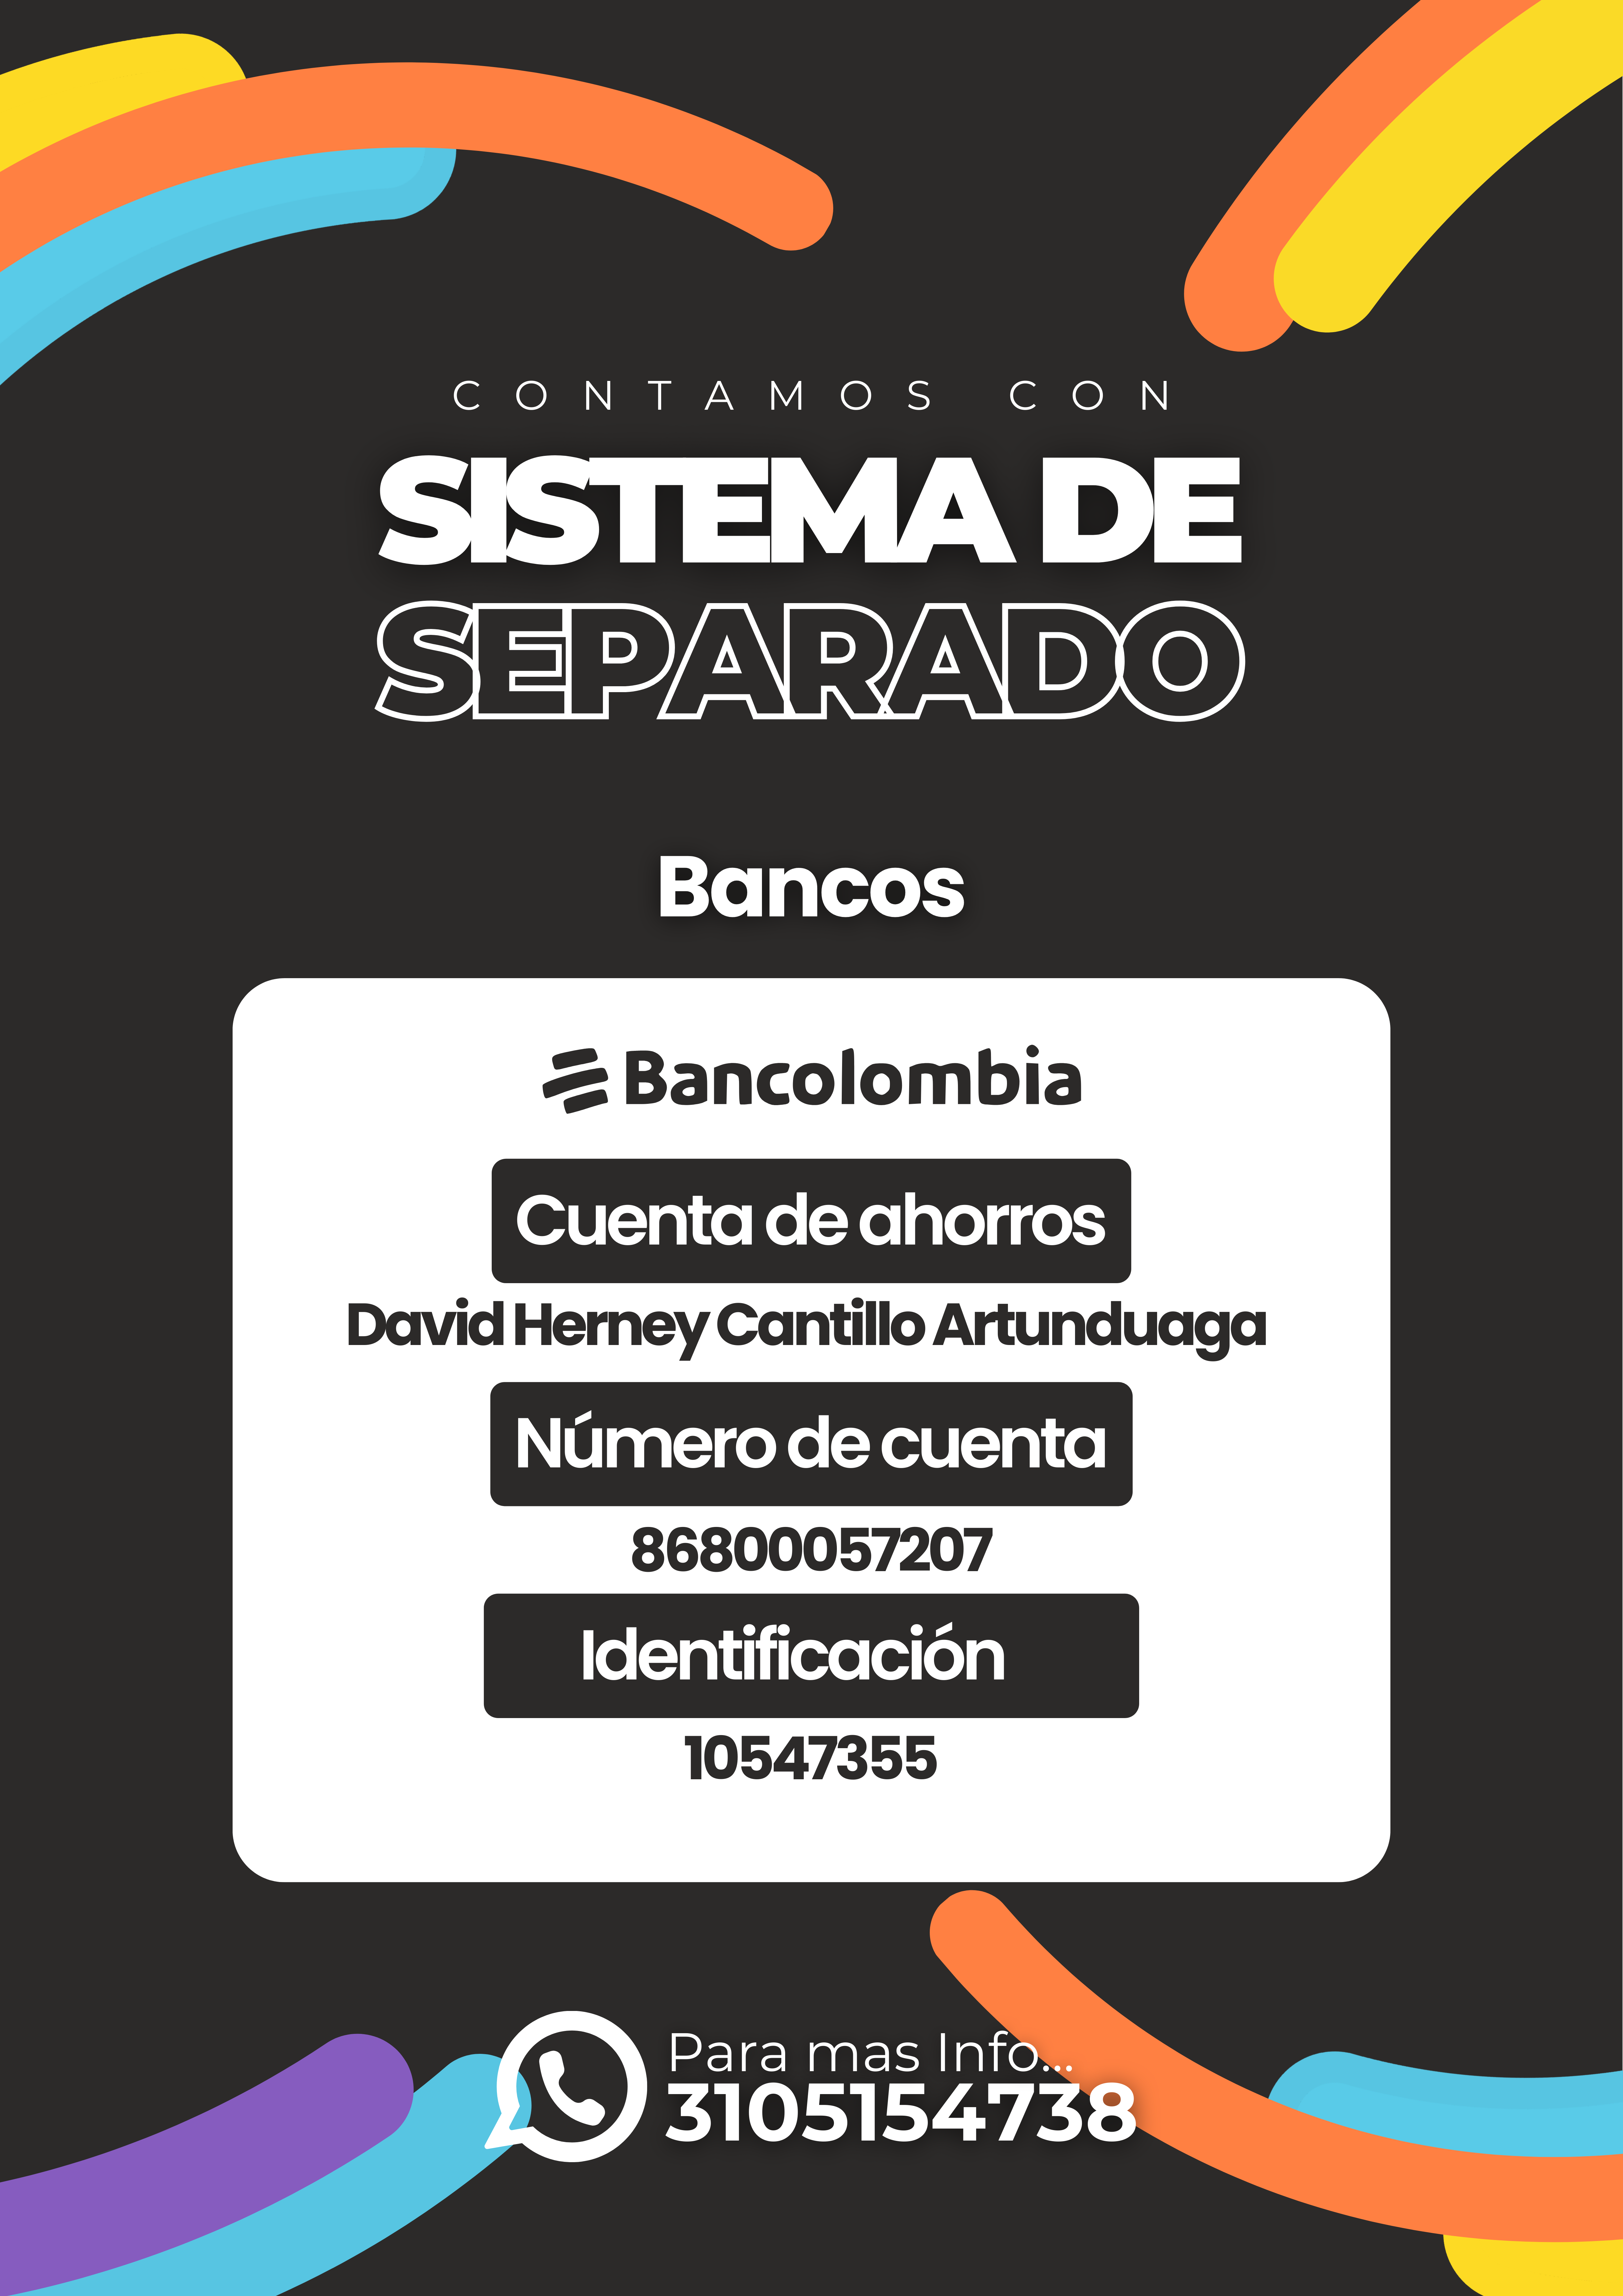 CONTAMOS CON
SISTEMA DE
SEPARADO
Bancos
Bancolombia
Cuenta de ahorros
David Herney Cantillo Artunduaga
Número de cuenta
86800057207
Identificación
10547355
Para mas Info...
3105154738